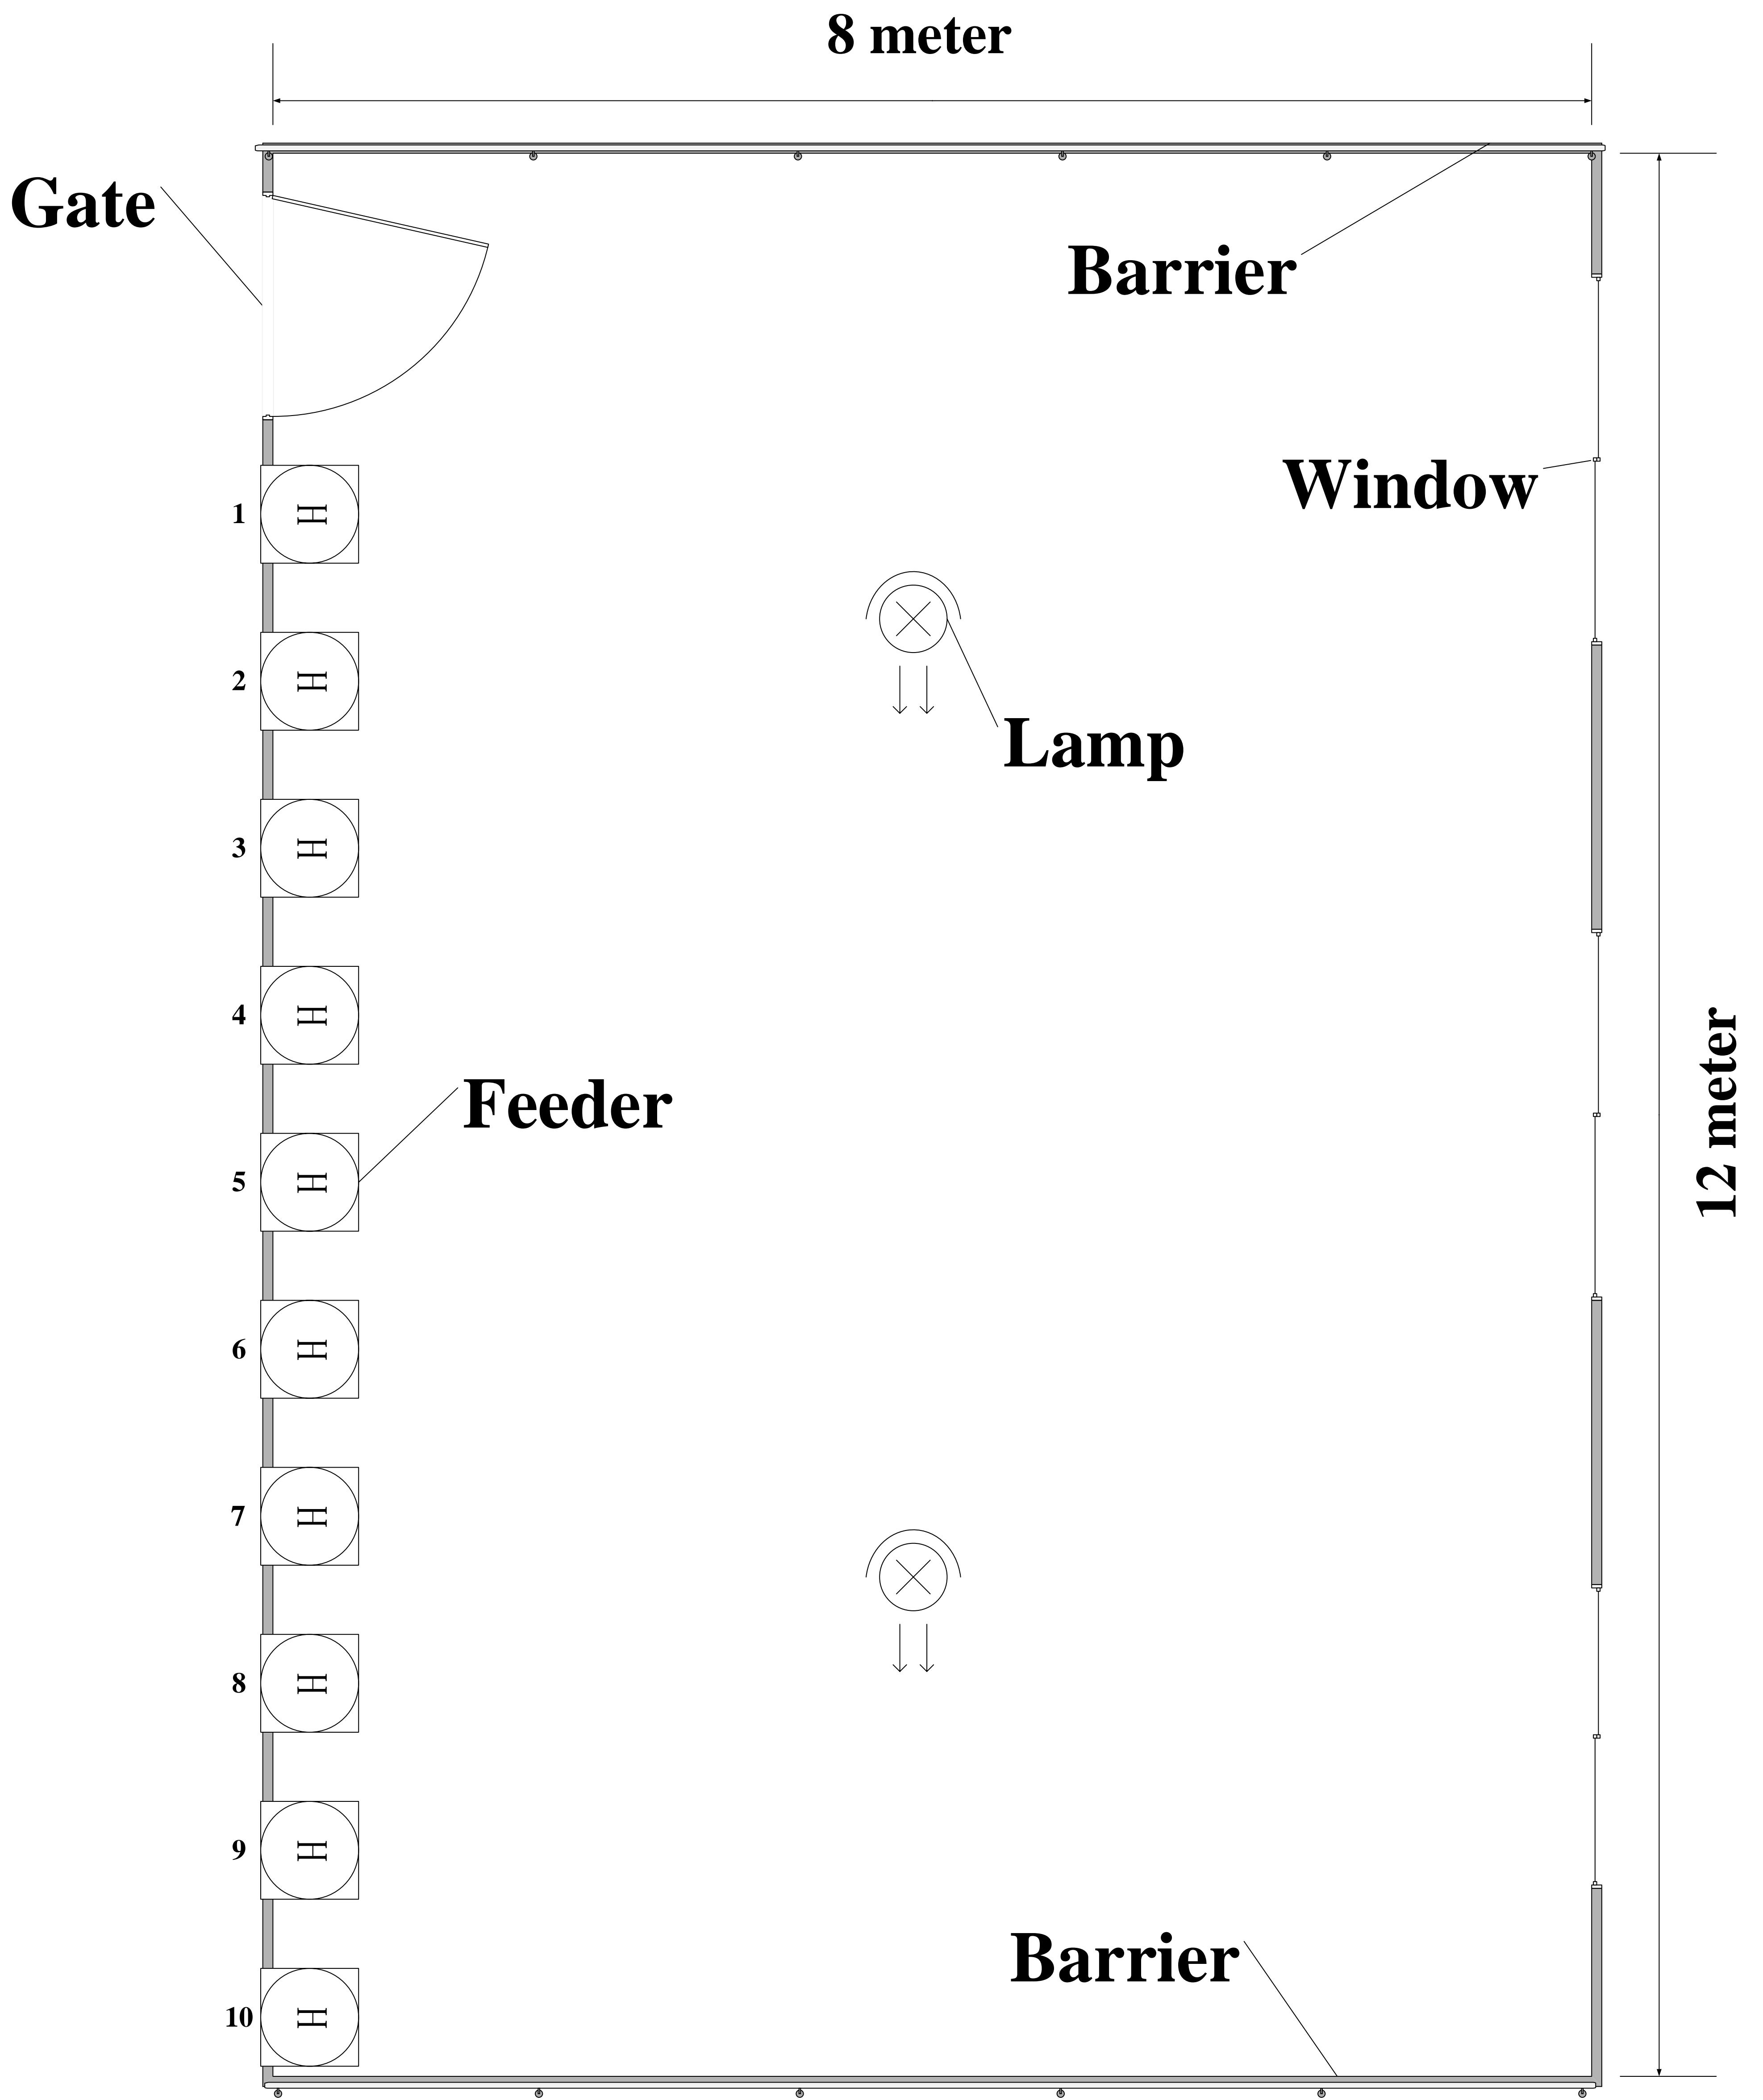 8 meter
Gate
Barrier
Window
1 H
2 H
Lamp
3 H
4 H
Feeder
12 meter
5 H
6 H
7 H
8 H
9 H
Barrier
10 H